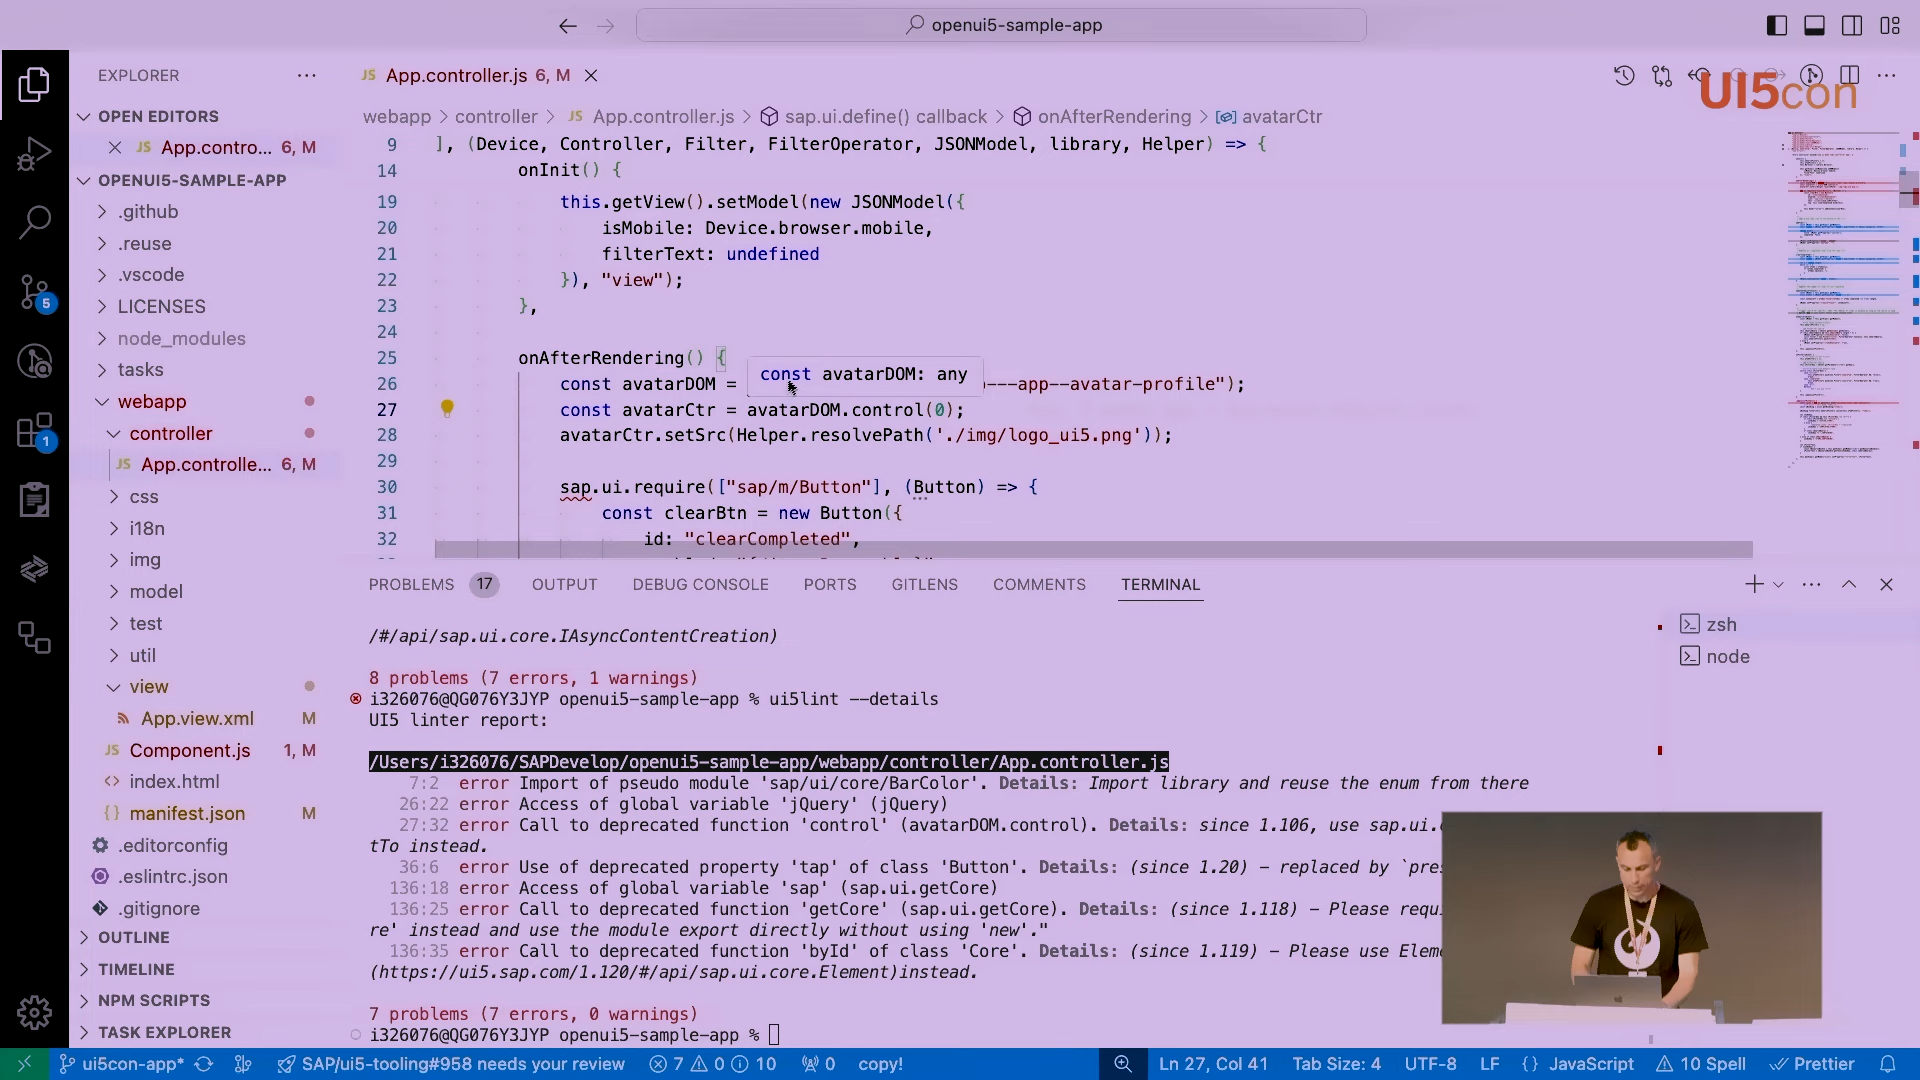 openui5-sample-app
EXPLORER
OPEN EDITORS
App.contro... 6, M
OPENUI5-SAMPLE-APP
.github
.reuse
.vscode
LICENSES
node_modules
tasks
webapp
controller
App.controlle... 6, M
css
i18n
img
model
test
util
view
App.view.xml M
Component.js 1, M
index.html
manifest.json M
.editorconfig
.eslintrc.json
.gitignore
OUTLINE
TIMELINE
NPM SCRIPTS
TASK EXPLORER
5
1
JS App.controller.js 6, M
UI5con
webapp > controller > JS App.controller.js > sap.ui.define() callback > onAfterRendering > avatarCtr
9 ], (Device, Controller, Filter, FilterOperator, JSONModel, library, Helper) => {
14 onInit() {
19 this.getView().setModel(new JSONModel({
20 isMobile: Device.browser.mobile,
21 filterText: undefined
22 }), "view");
23 },
24
25 onAfterRendering() {
const avatarDOM: any
26 const avatarDOM = ---app--avatar-profile");
27 const avatarCtr = avatarDOM.control(0);
28 avatarCtr.setSrc(Helper.resolvePath('./img/logo_ui5.png'));
29
30 sap.ui.require(["sap/m/Button"], (Button) => {
31 const clearBtn = new Button({
32 id: "clearCompleted",
PROBLEMS 17 OUTPUT DEBUG CONSOLE PORTS GITLENS COMMENTS TERMINAL
zsh
node
/#/api/sap.ui.core.IAsyncContentCreation)
8 problems (7 errors, 1 warnings)
i326076@QG076Y3JYP openui5-sample-app % ui5lint --details
UI5 linter report:
/Users/i326076/SAPDevelop/openui5-sample-app/webapp/controller/App.controller.js
7:2 error Import of pseudo module 'sap/ui/core/BarColor'. Details: Import library and reuse the enum from there
26:22 error Access of global variable 'jQuery' (jQuery)
27:32 error Call to deprecated function 'control' (avatarDOM.control). Details: since 1.106, use sap.ui.
tTo instead.
36:6 error Use of deprecated property 'tap' of class 'Button'. Details: (since 1.20) – replaced by `pre
136:18 error Access of global variable 'sap' (sap.ui.getCore)
136:25 error Call to deprecated function 'getCore' (sap.ui.getCore). Details: (since 1.118) – Please requ
re' instead and use the module export directly without using 'new'."
136:35 error Call to deprecated function 'byId' of class 'Core'. Details: (since 1.119) – Please use Elem
(https://ui5.sap.com/1.120/#/api/sap.ui.core.Element)instead.
7 problems (7 errors, 0 warnings)
i326076@QG076Y3JYP openui5-sample-app %
ui5con-app* SAP/ui5-tooling#958 needs your review 7 0 10 0 copy! Ln 27, Col 41 Tab Size: 4 UTF-8 LF {} JavaScript 10 Spell Prettier